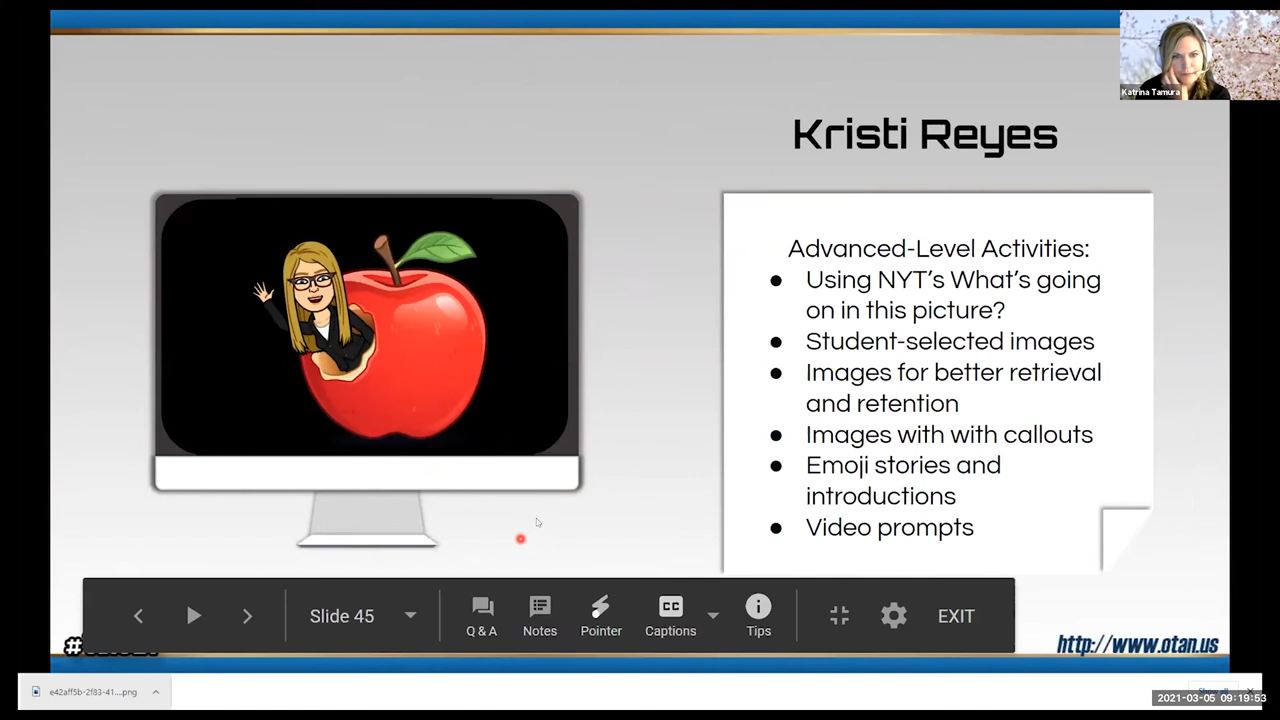 Katrina Tamura
Kristi Reyes
Advanced-Level Activities:
● Using NYT's What's going
on in this picture?
● Student-selected images
● Images for better retrieval
and retention
● Images with with callouts
● Emoji stories and
introductions
● Video prompts
Slide 45
CC
Q & A
Notes
Pointer
Captions
Tips
EXIT
http://www.otan.us
e42aff5b-2f83-41....png
Show all
2021-03-05 09:19:53